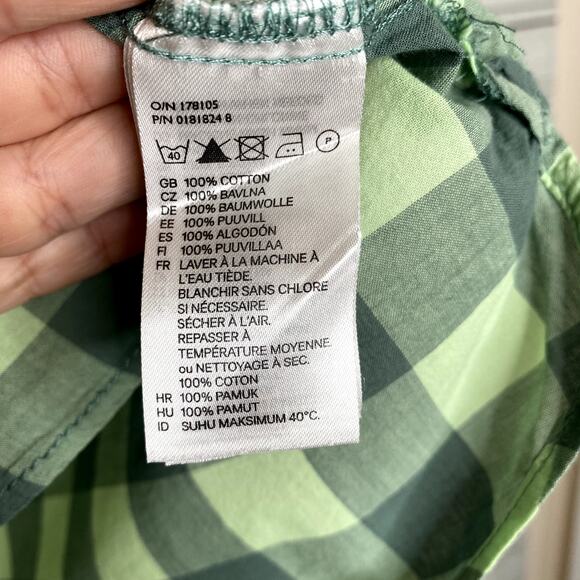 O/N 178105
P/N 0181824 8
40 P
GB 100% COTTON
CZ 100% BAVLNA
DE 100% BAUMWOLLE
EE 100% PUUVILL
ES 100% ALGODÓN
FI 100% PUUVILLAA
FR LAVER À LA MACHINE À
L'EAU TIÈDE.
BLANCHIR SANS CHLORE
SI NÉCESSAIRE.
SÉCHER À L'AIR.
REPASSER À
TEMPÉRATURE MOYENNE
ou NETTOYAGE À SEC.
100% COTON
HR 100% PAMUK
HU 100% PAMUT
ID SUHU MAKSIMUM 40°C.